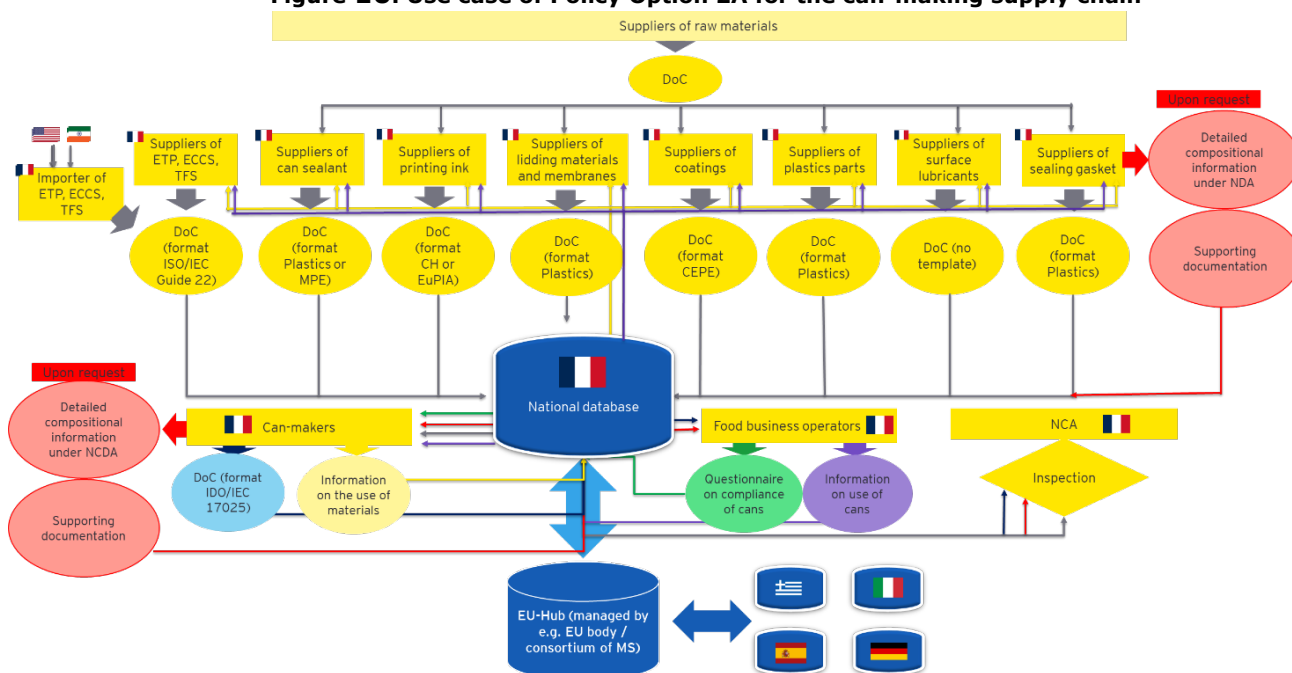 Figure EU: Use case of Policy Option 2A for the can-making supply chain
Suppliers of raw materials
DoC
Upon request
Detailed
compositional
information
under NDA
Supporting
documentation
Importer of
ETP, ECCS,
TFS
Suppliers of
ETP, ECCS,
TFS
Suppliers of
can sealant
Suppliers of
printing ink
Suppliers of
lidding materials
and membranes
Suppliers of
coatings
Suppliers of
plastics parts
Suppliers of
surface
lubricants
Suppliers of
sealing gasket
DoC
(format
ISO/IEC
Guide 22)
DoC
(format
Plastics or
MPE)
DoC
(format
CH or
EuPIA)
DoC
(format
Plastics)
DoC
(format
CEPE)
DoC
(format
Plastics)
DoC (no
template)
DoC
(format
Plastics)
National database
Upon request
Detailed
compositional
information
under NCDA
Supporting
documentation
Can-makers
DoC (format
IDO/IEC
17025)
Information
on the use of
materials
Food business
operators
Questionnaire
on compliance
of cans
Information
on use of
cans
NCA
Inspection
EU-Hub (managed by
e.g. EU body /
consortium of MS)